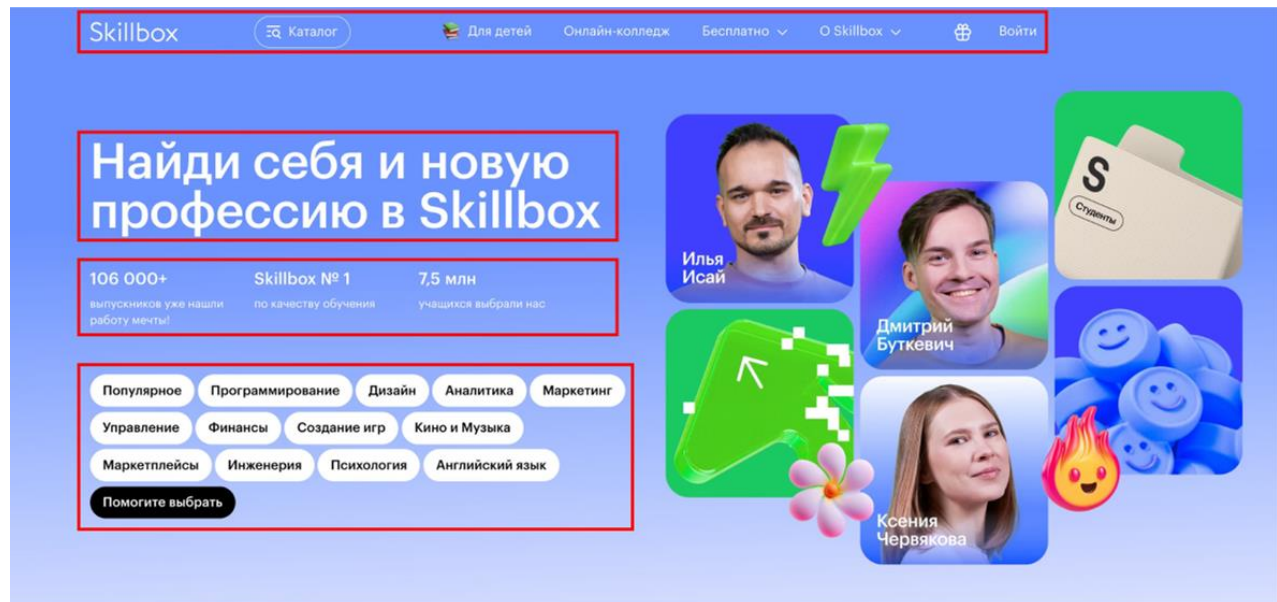 Skillbox Каталог Для детей Онлайн-колледж Бесплатно О Skillbox Войти
Найди себя и новую
профессию в Skillbox
106 000+ Skillbox № 1 7,5 млн
выпускников уже нашли по качеству обучения учащихся выбрали нас
работу мечты!
Популярное Программирование Дизайн Аналитика Маркетинг
Управление Финансы Создание игр Кино и Музыка
Маркетплейсы Инженерия Психология Английский язык
Помогите выбрать
Илья
Исай
Дмитрий
Буткевич
Ксения
Червякова
S
Студенты